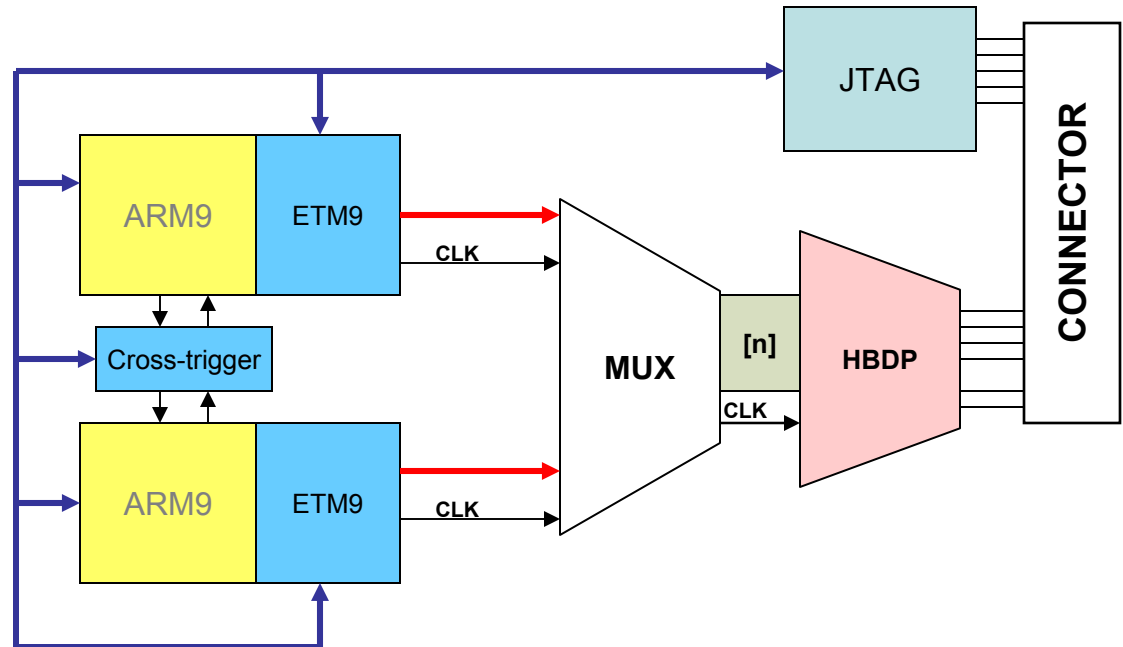 JTAG
CONNECTOR
ARM9
ETM9
CLK
Cross-trigger
MUX
[n]
HBDP
CLK
ARM9
ETM9
CLK